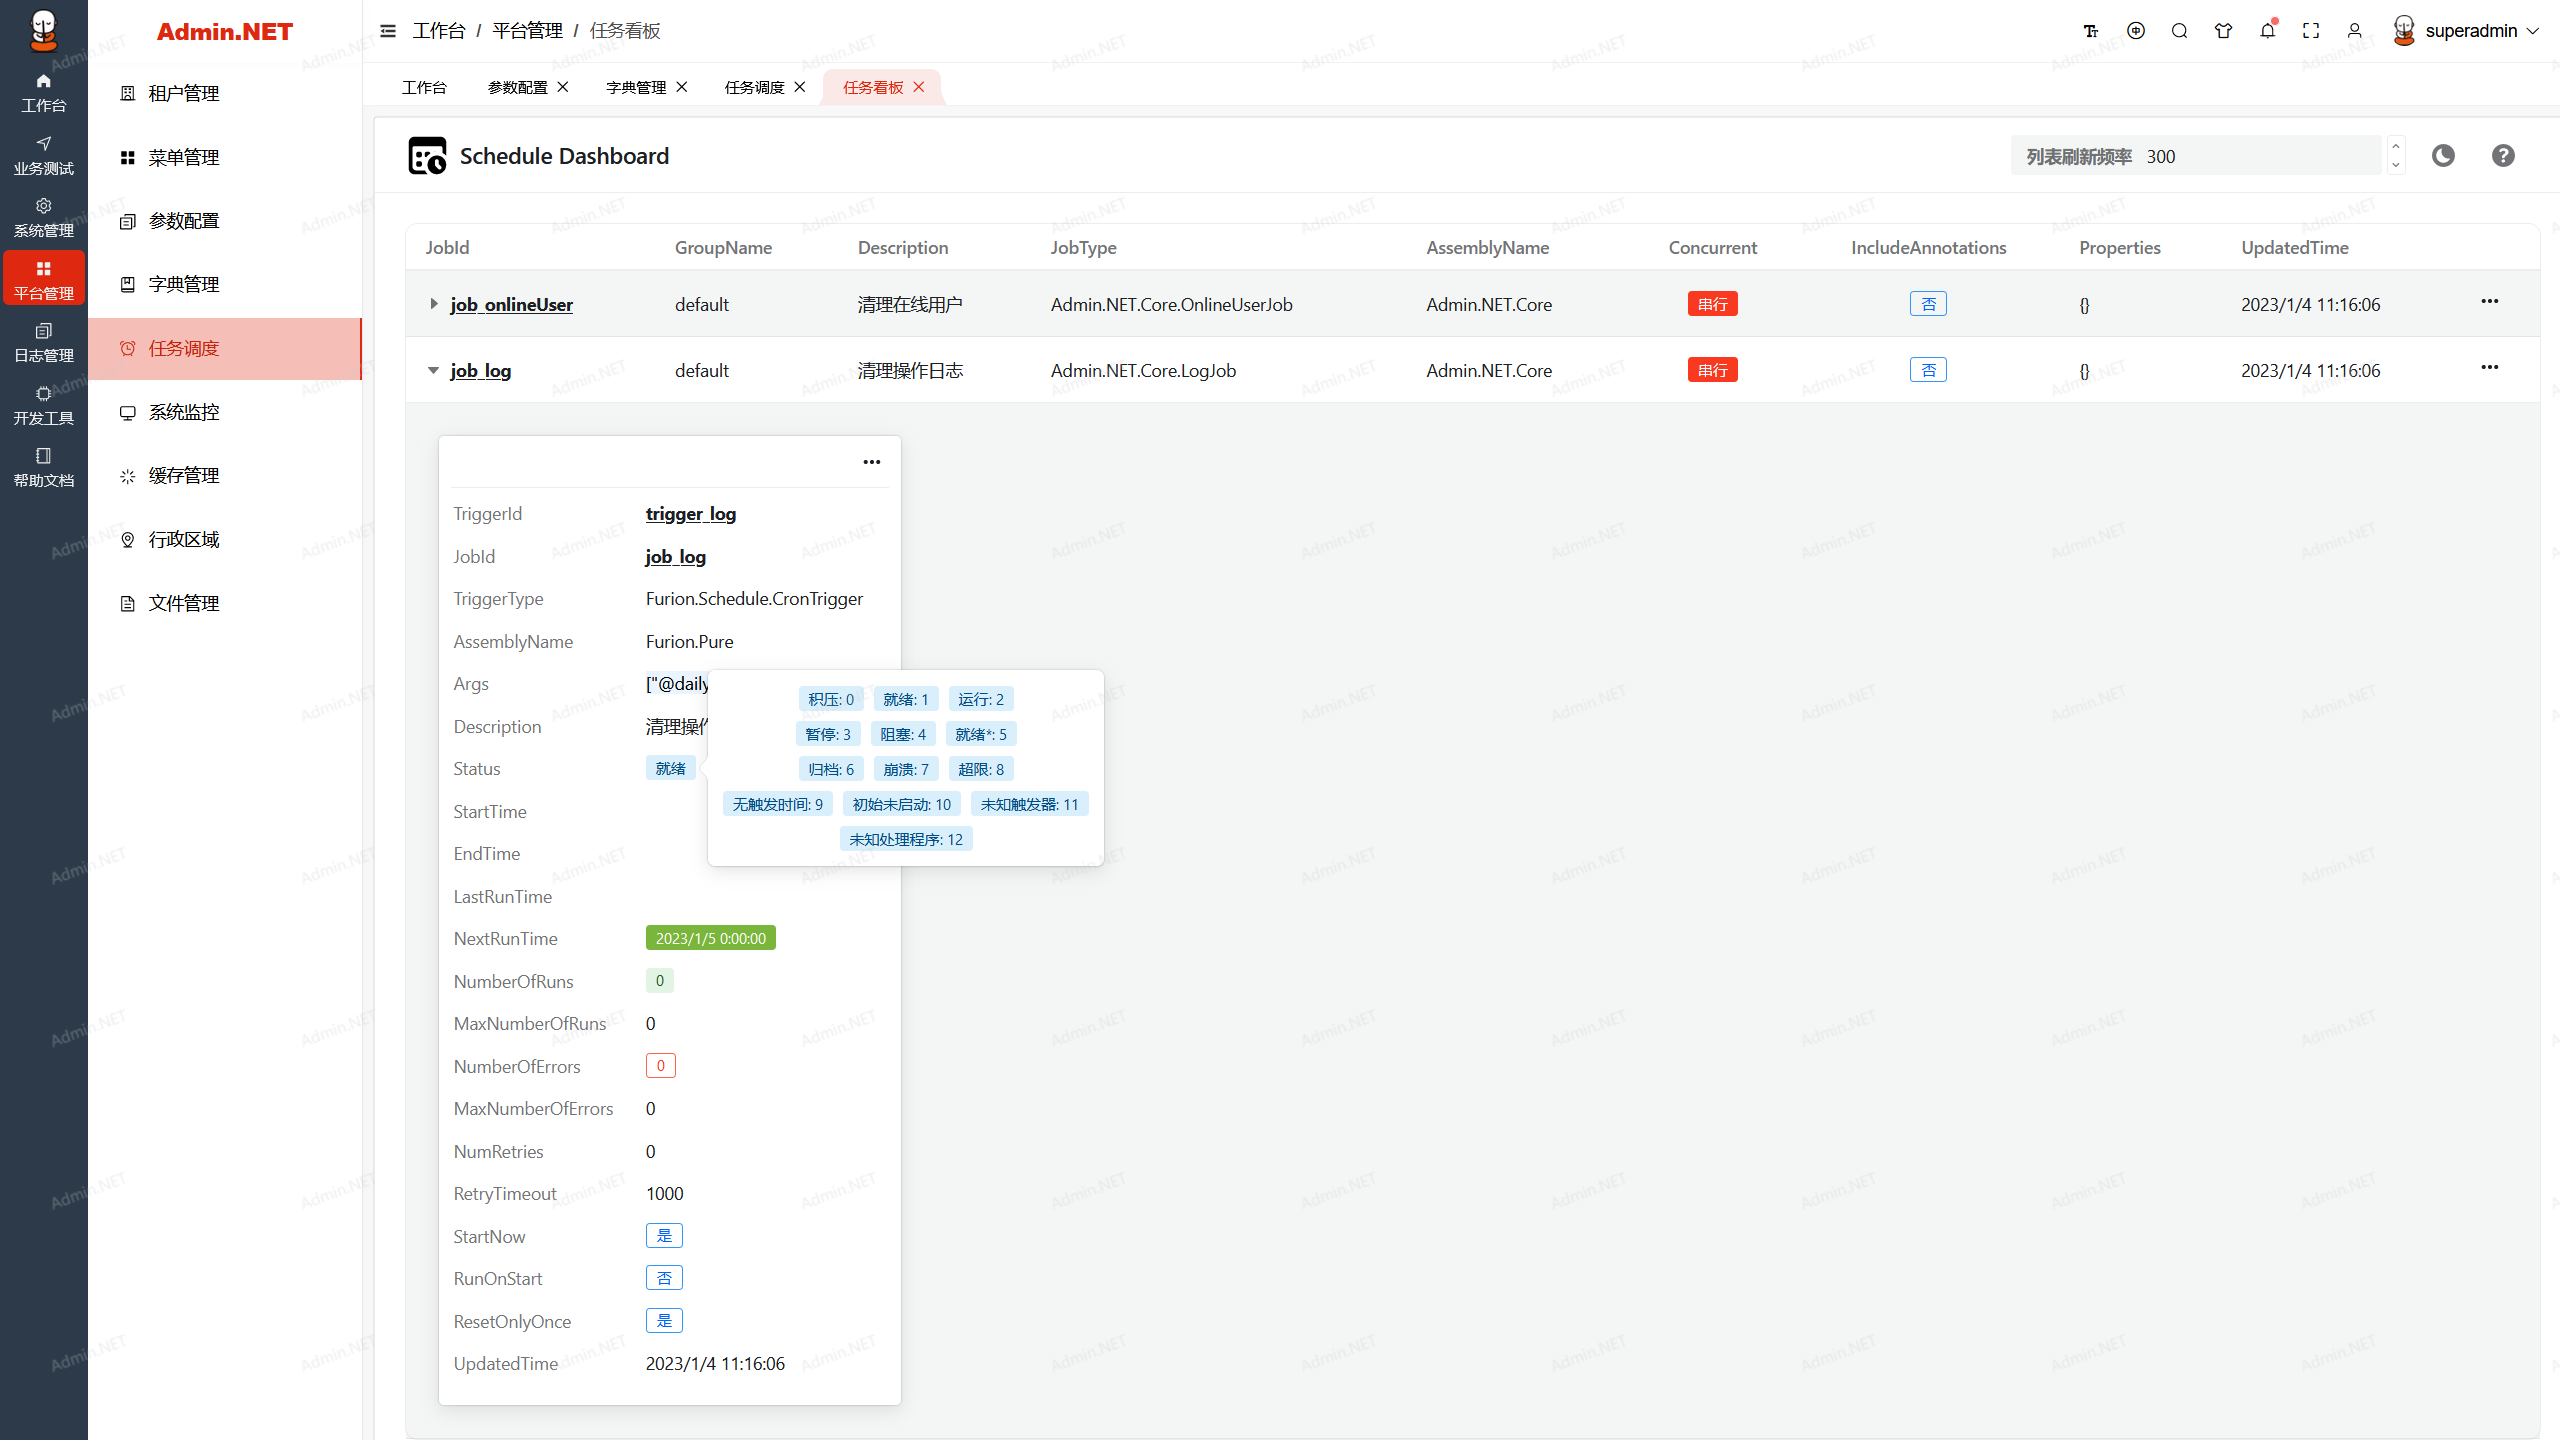 Admin.NET
工作台 / 平台管理 / 任务看板
superadmin
工作台
参数配置
字典管理
任务调度
任务看板
工作台
业务测试
系统管理
平台管理
日志管理
开发工具
帮助文档
租户管理
菜单管理
参数配置
字典管理
任务调度
系统监控
缓存管理
行政区域
文件管理
Schedule Dashboard
列表刷新频率 300
JobId GroupName Description JobType AssemblyName Concurrent IncludeAnnotations Properties UpdatedTime
job_onlineUser default 清理在线用户 Admin.NET.Core.OnlineUserJob Admin.NET.Core 串行 否 {} 2023/1/4 11:16:06
job_log default 清理操作日志 Admin.NET.Core.LogJob Admin.NET.Core 串行 否 {} 2023/1/4 11:16:06
TriggerId trigger_log
JobId job_log
TriggerType Furion.Schedule.CronTrigger
AssemblyName Furion.Pure
Args ["@daily
Description 清理操作
Status 就绪
StartTime
EndTime
LastRunTime
NextRunTime 2023/1/5 0:00:00
NumberOfRuns 0
MaxNumberOfRuns 0
NumberOfErrors 0
MaxNumberOfErrors 0
NumRetries 0
RetryTimeout 1000
StartNow 是
RunOnStart 否
ResetOnlyOnce 是
UpdatedTime 2023/1/4 11:16:06
积压: 0 就绪: 1 运行: 2
暂停: 3 阻塞: 4 就绪*: 5
归档: 6 崩溃: 7 超限: 8
无触发时间: 9 初始未启动: 10 未知触发器: 11
未知处理程序: 12